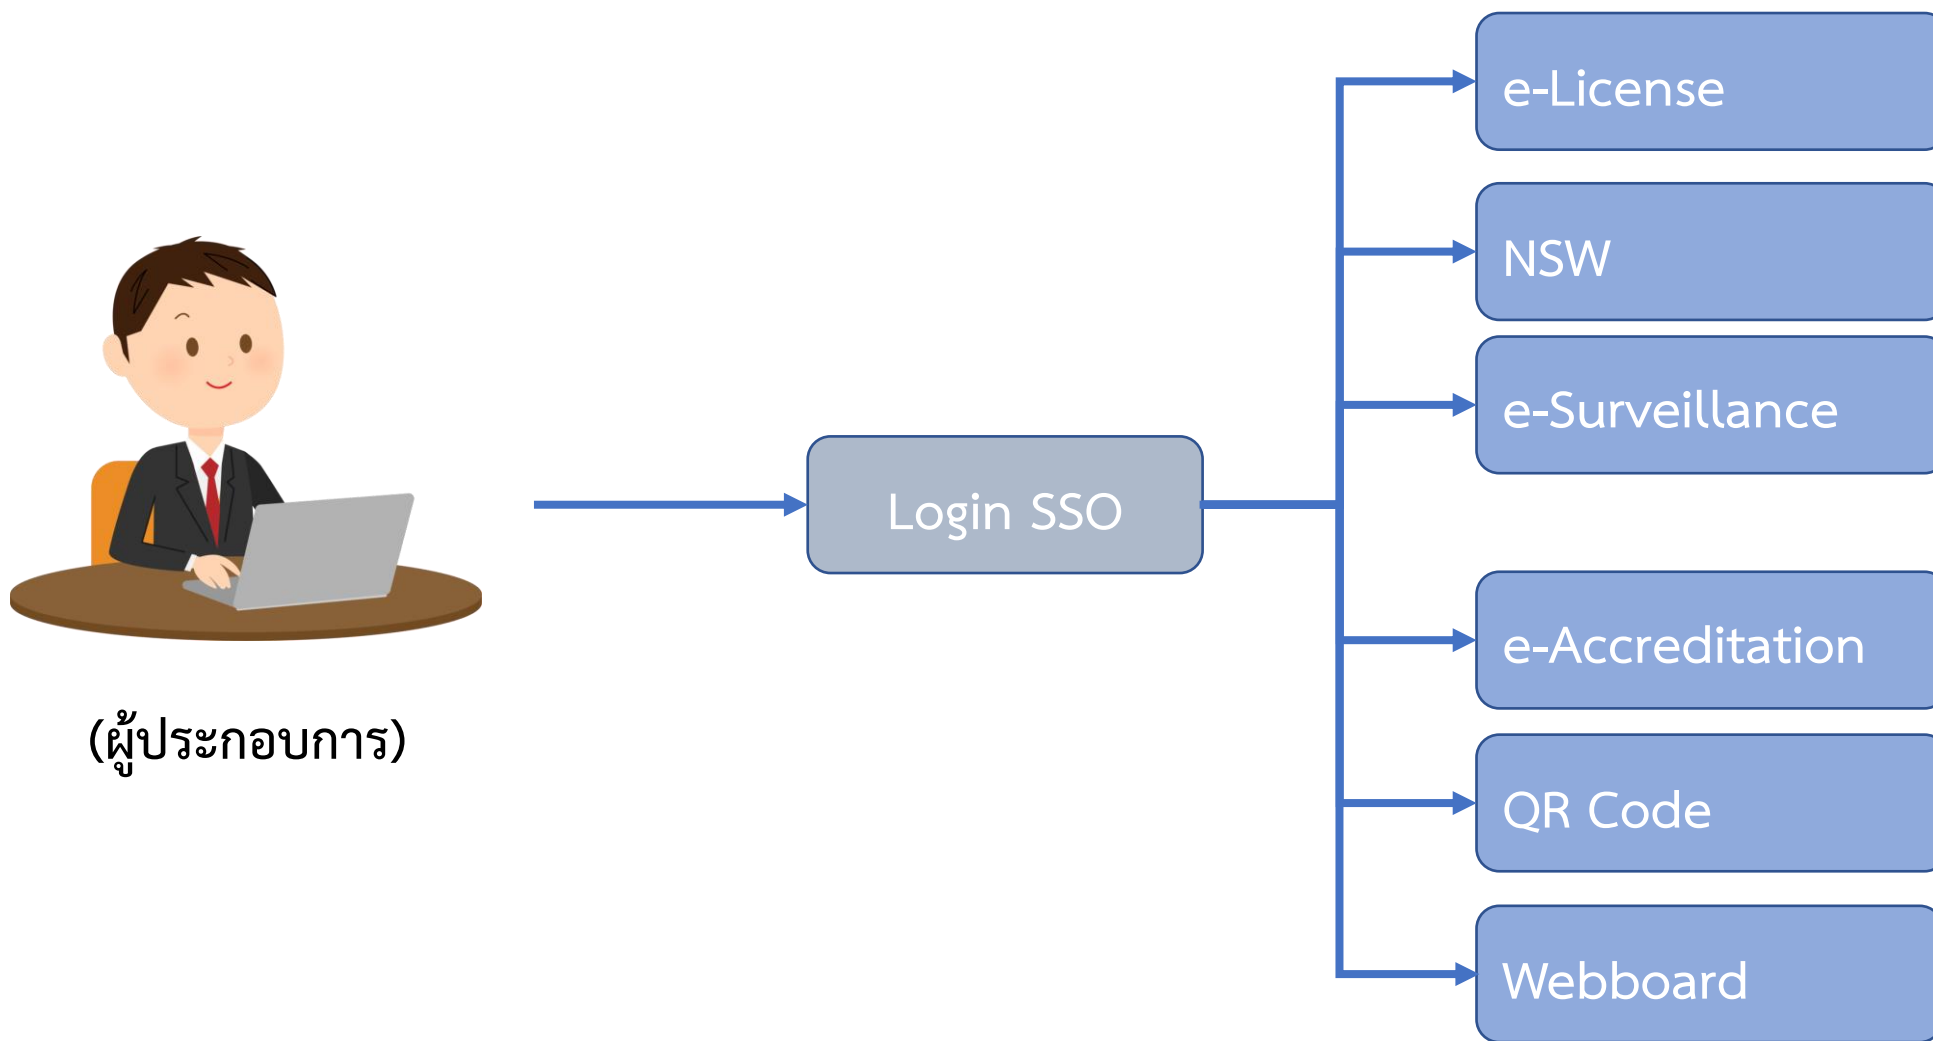 e-License
NSW
e-Surveillance
Login SSO
e-Accreditation
(ผู้ประกอบการ)
QR Code
Webboard